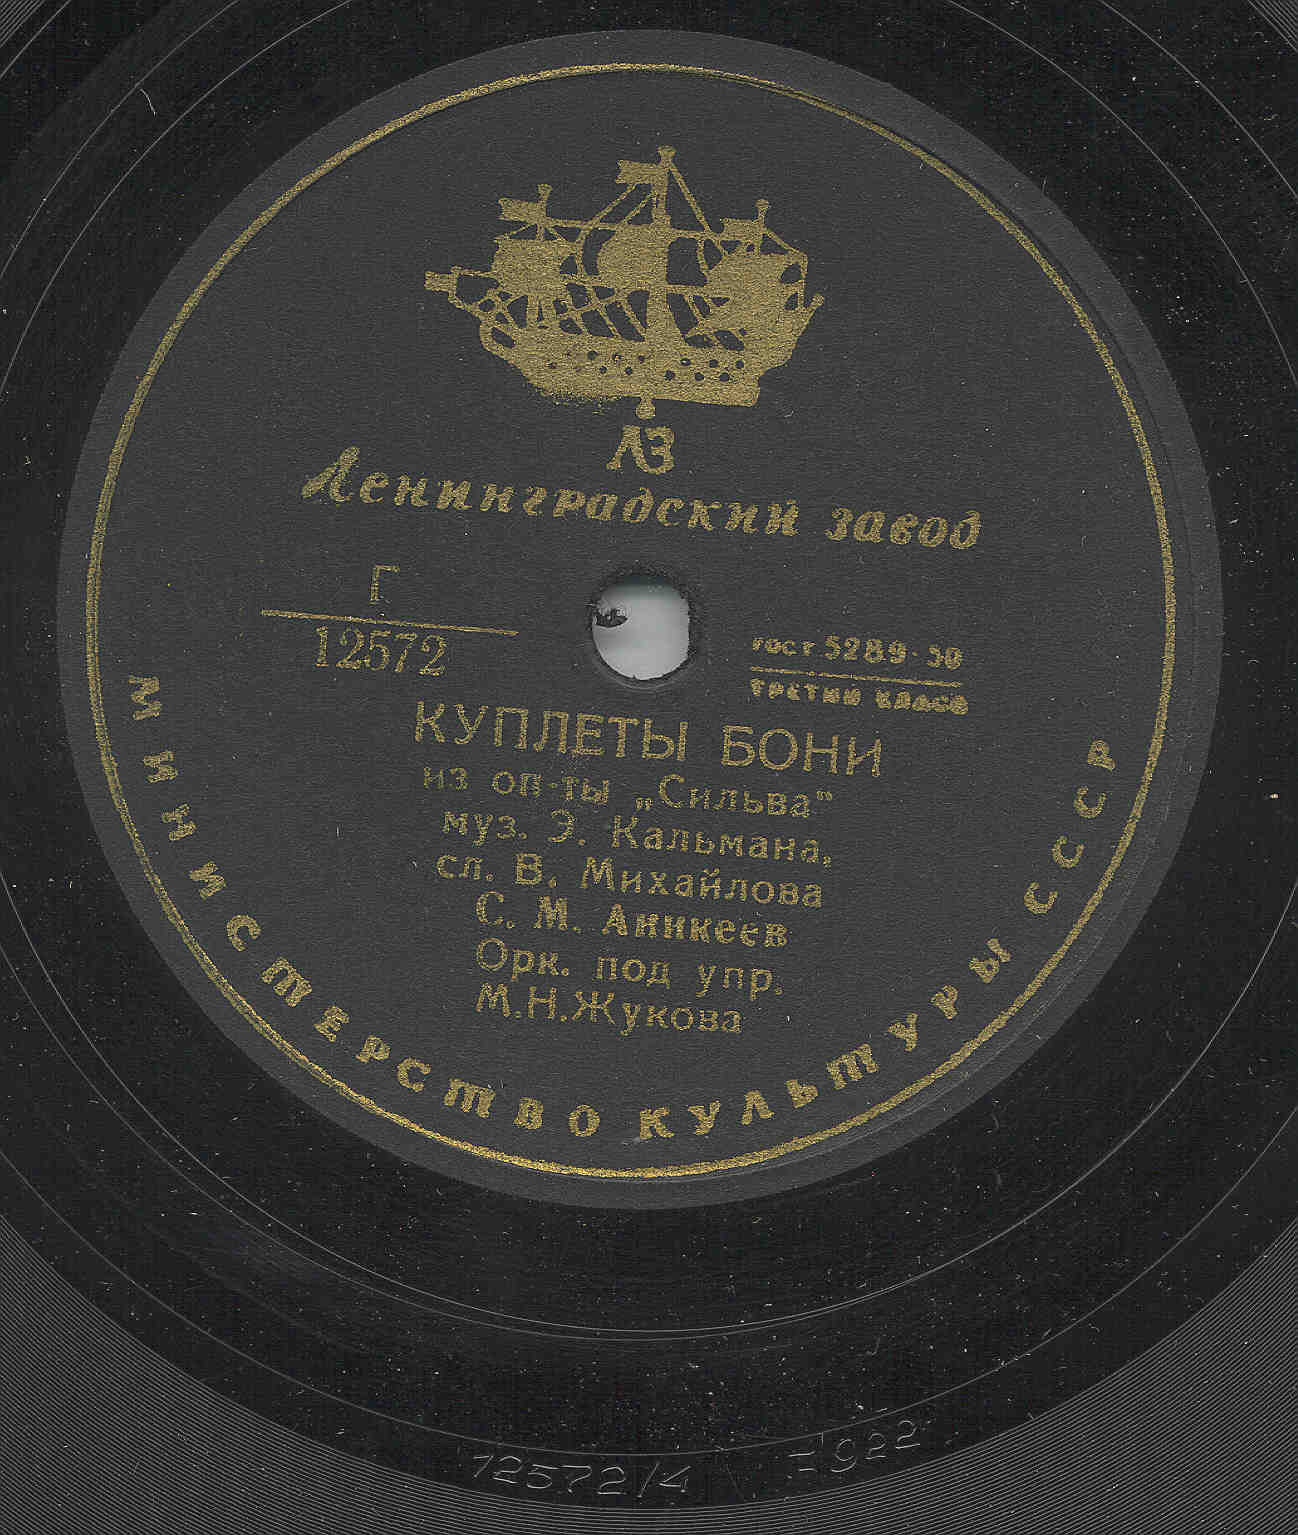 ЛЗ
Ленинградский завод
Г
12572
гост 5289-50
третий класс
КУПЛЕТЫ БОНИ
из оп-ты „Сильва“
муз. Э. Кальмана,
сл. В. Михайлова
С. М. Аникеев
Орк. под упр.
М.Н.Жукова
МИНИСТЕРСТВО КУЛЬТУРЫ СССР
12572/4
=922